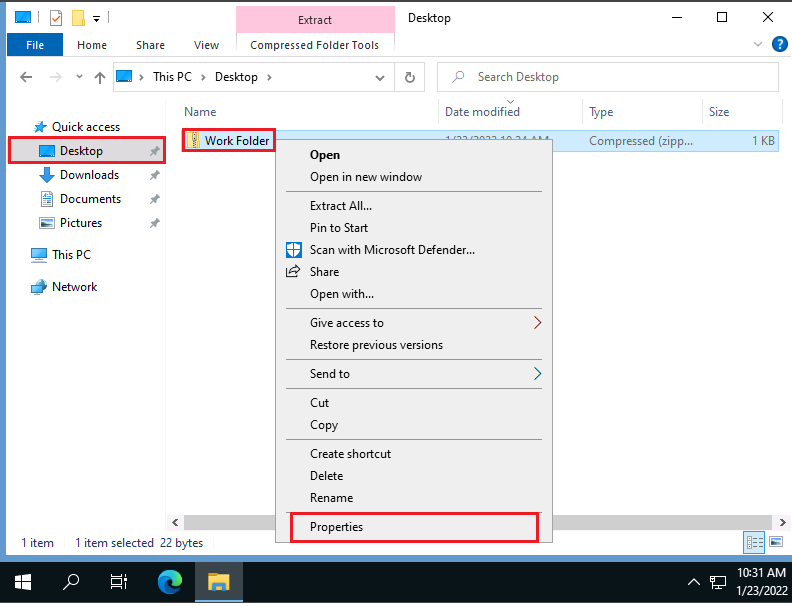 Extract
Desktop
File
Home
Share
View
Compressed Folder Tools
?
This PC
Desktop
Search Desktop
Name
Date modified
Type
Size
Quick access
Desktop
Downloads
Documents
Pictures
This PC
Network
Work Folder
Compressed (zipp...
1 KB
Open
Open in new window
Extract All...
Pin to Start
Scan with Microsoft Defender...
Share
Open with...
Give access to
Restore previous versions
Send to
Cut
Copy
Create shortcut
Delete
Rename
Properties
1 item
1 item selected 22 bytes
10:31 AM
1/23/2022